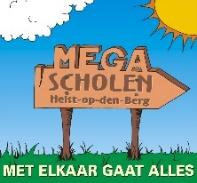 MEGA
SCHOLEN
Heist-op-den-Berg
MET ELKAAR GAAT ALLES